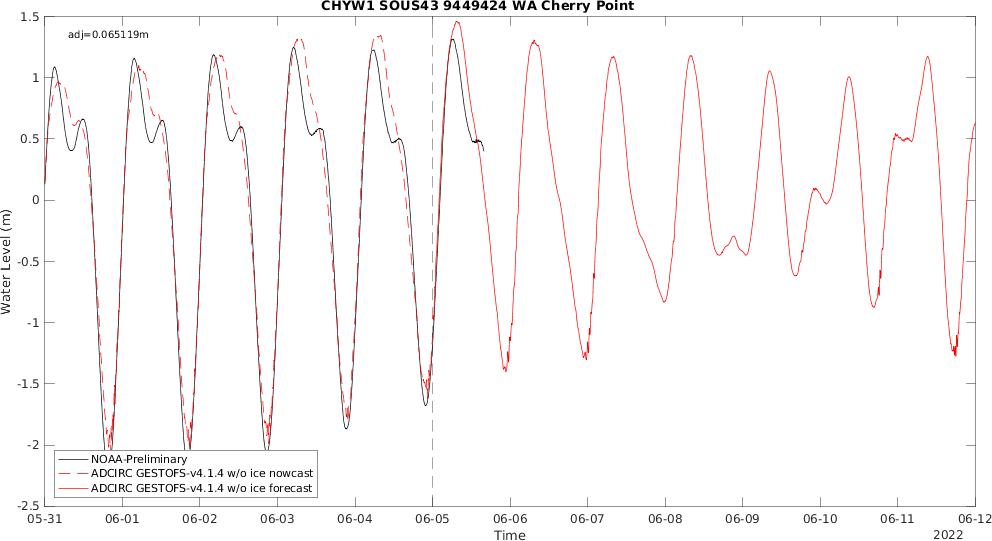 CHYW1 SOUS43 9449424 WA Cherry Point
adj=0.065119m
1.5
1
0.5
0
-0.5
-1
-1.5
-2
-2.5
Water Level (m)
NOAA-Preliminary
ADCIRC GESTOFS-v4.1.4 w/o ice nowcast
ADCIRC GESTOFS-v4.1.4 w/o ice forecast
05-31 06-01 06-02 06-03 06-04 06-05 06-06 06-07 06-08 06-09 06-10 06-11 06-12
Time
2022